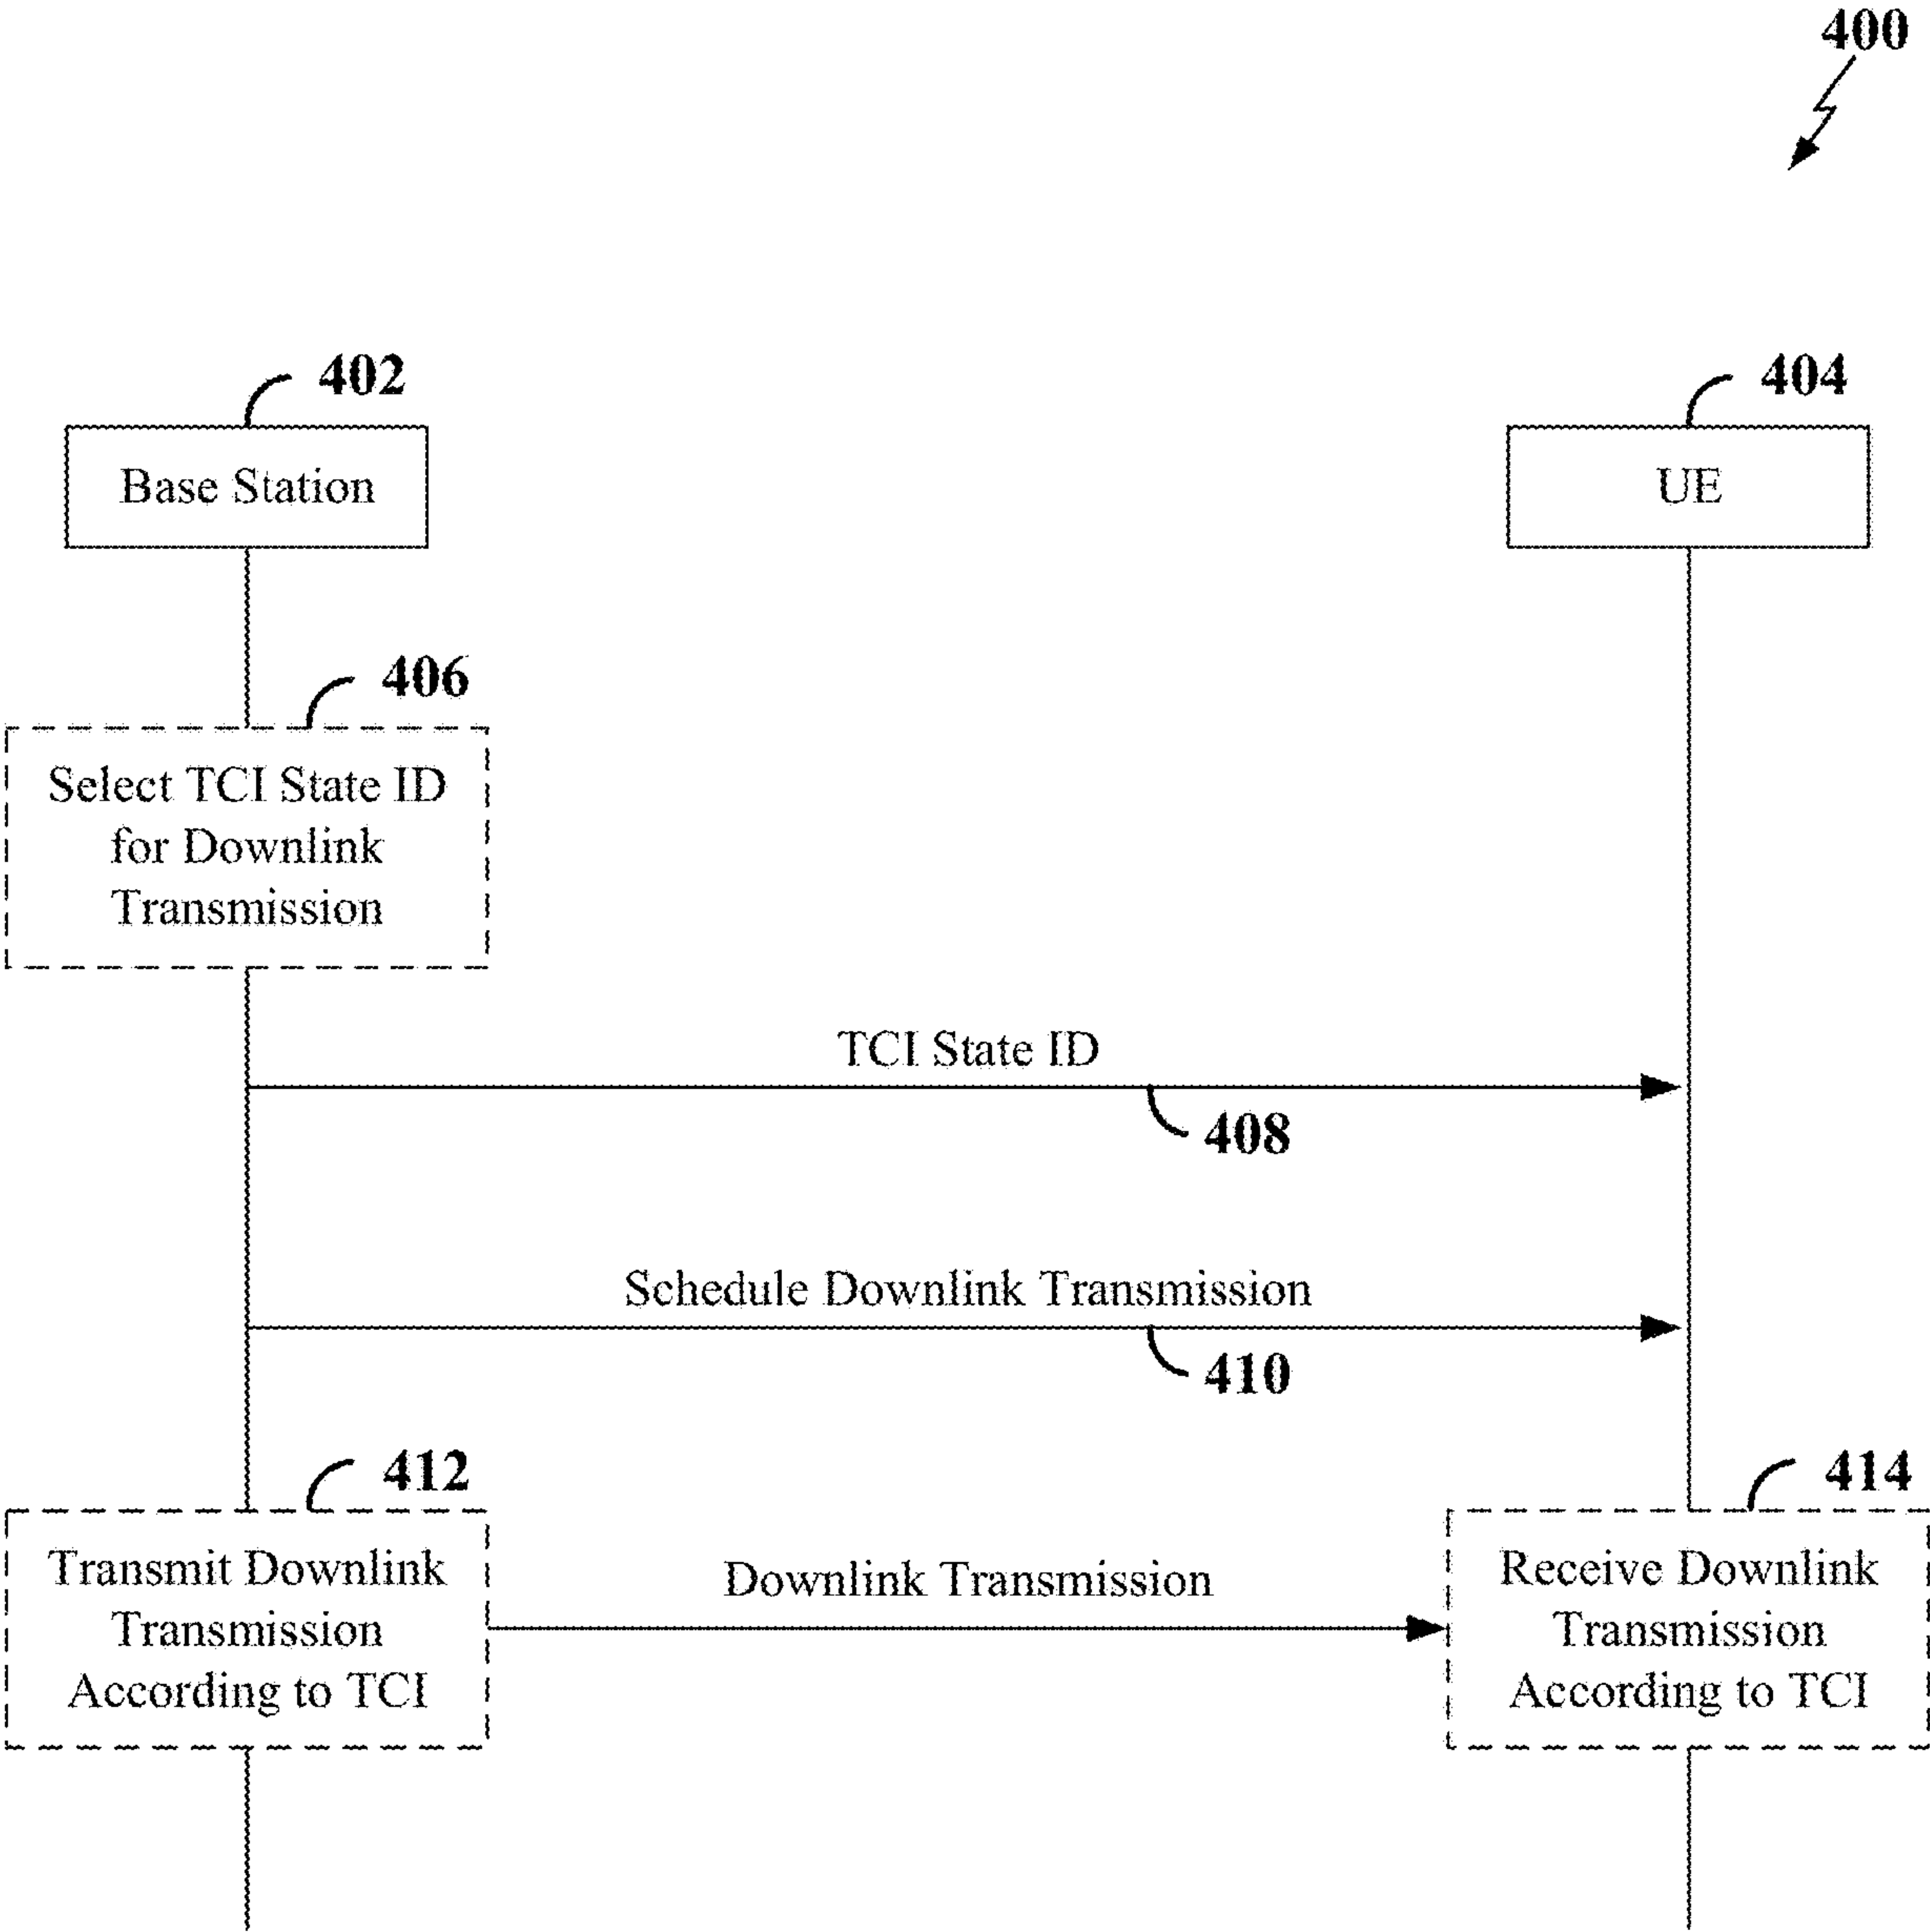 400
402
404
Base Station
UE
406
Select TCI State ID
for Downlink
Transmission
TCI State ID
408
Schedule Downlink Transmission
410
412
414
Transmit Downlink
Transmission
According to TCI
Downlink Transmission
Receive Downlink
Transmission
According to TCI